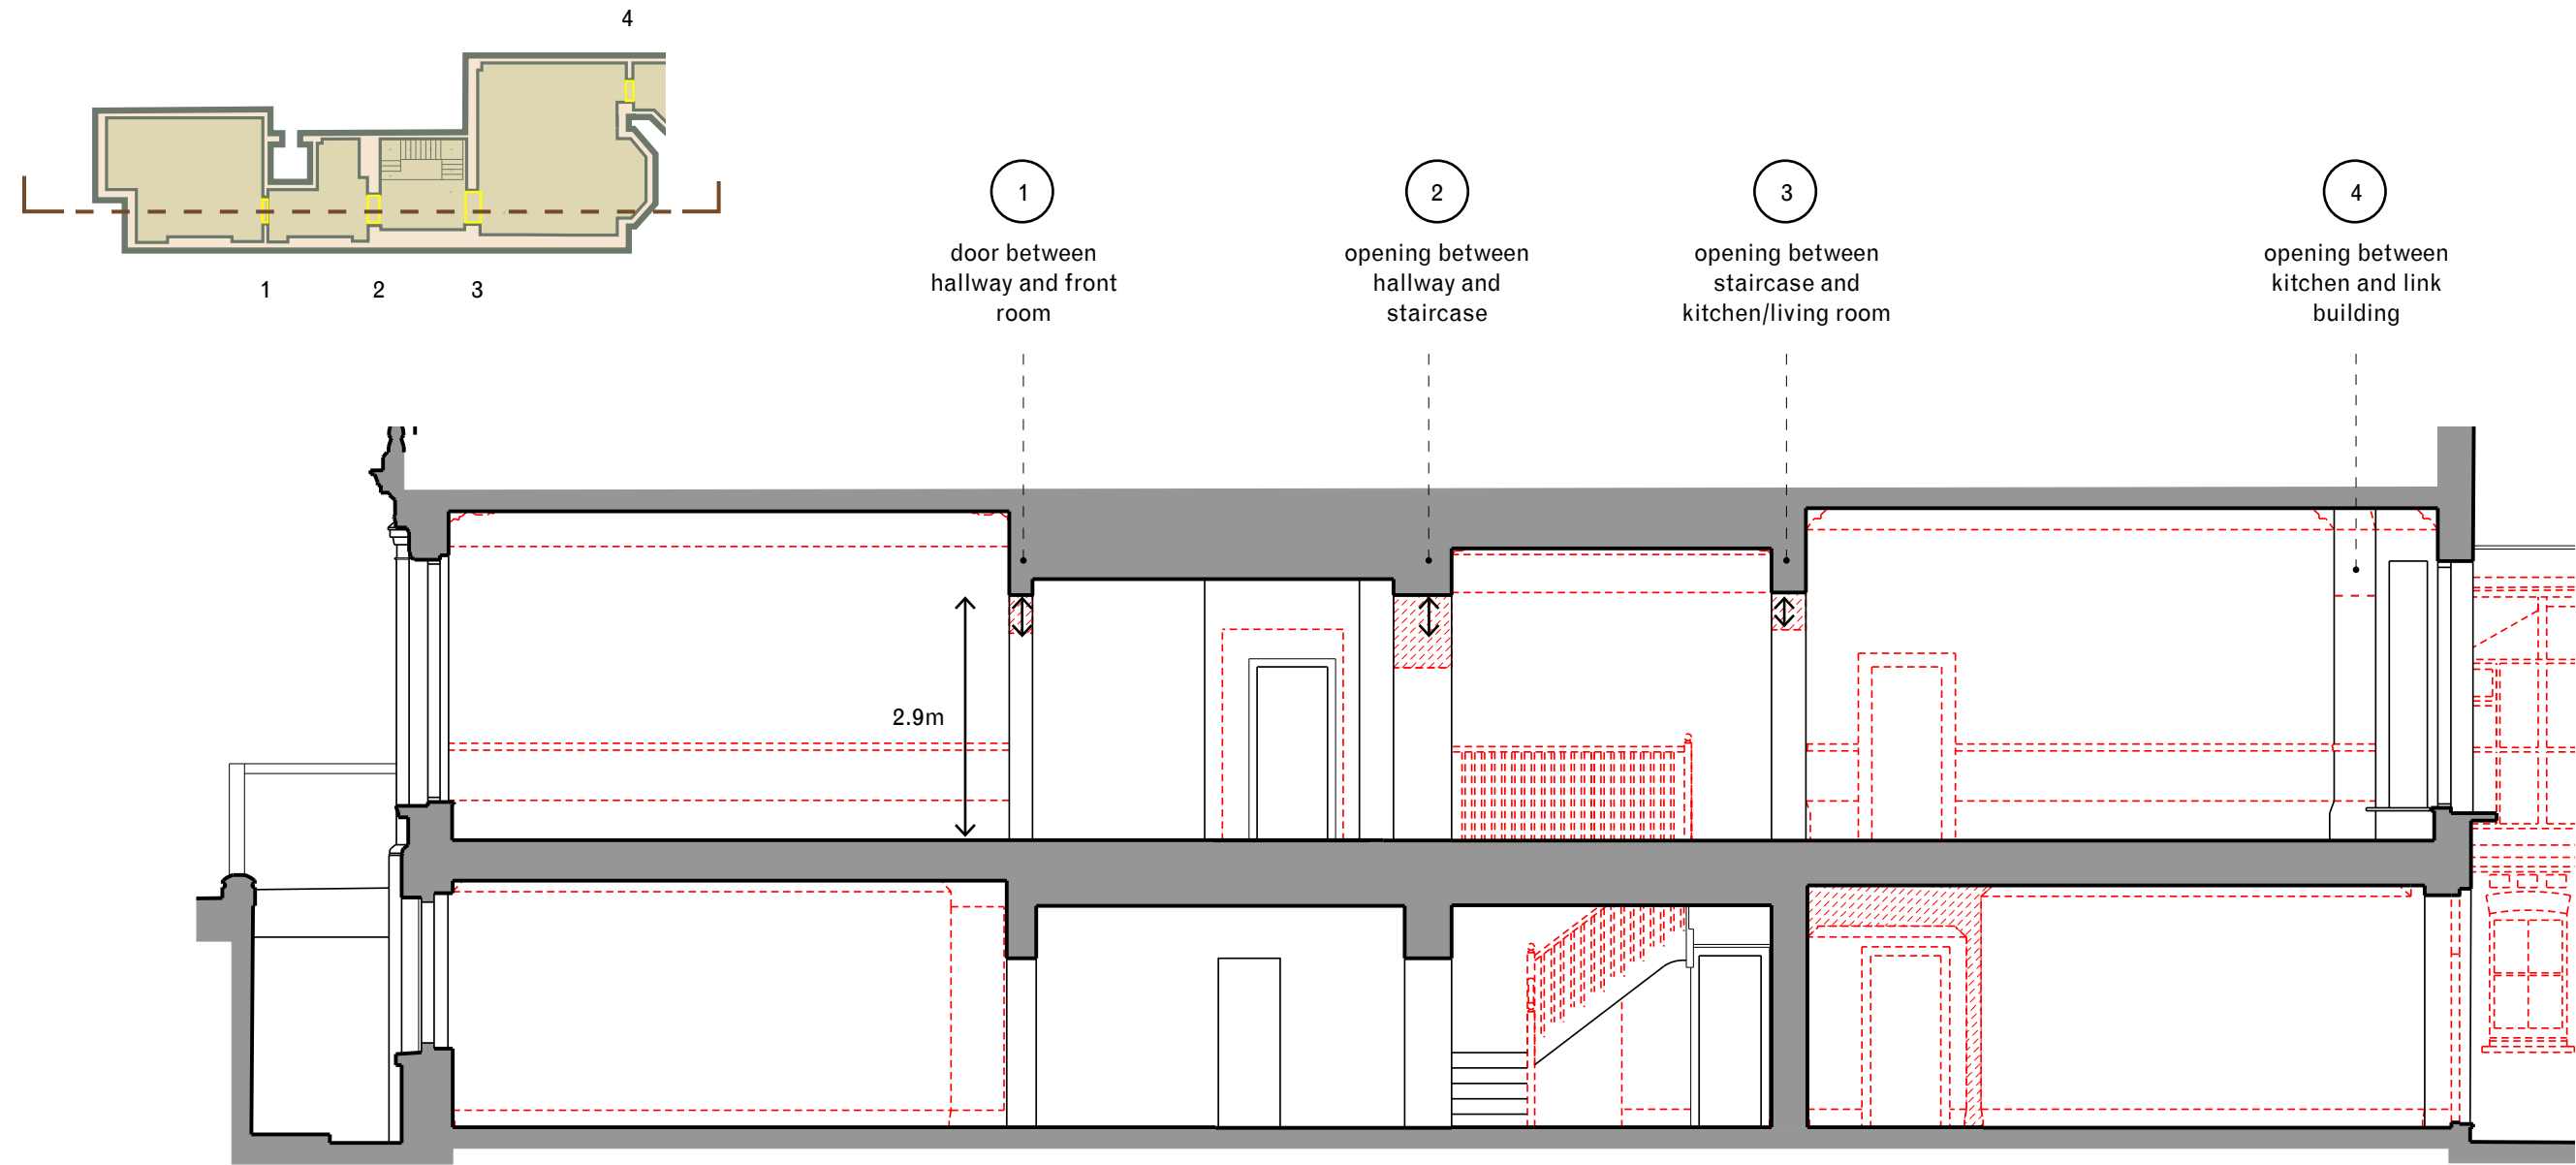 4
1
2
3
1
door between
hallway and front
room
2
opening between
hallway and
staircase
3
opening between
staircase and
kitchen/living room
4
opening between
kitchen and link
building
2.9m